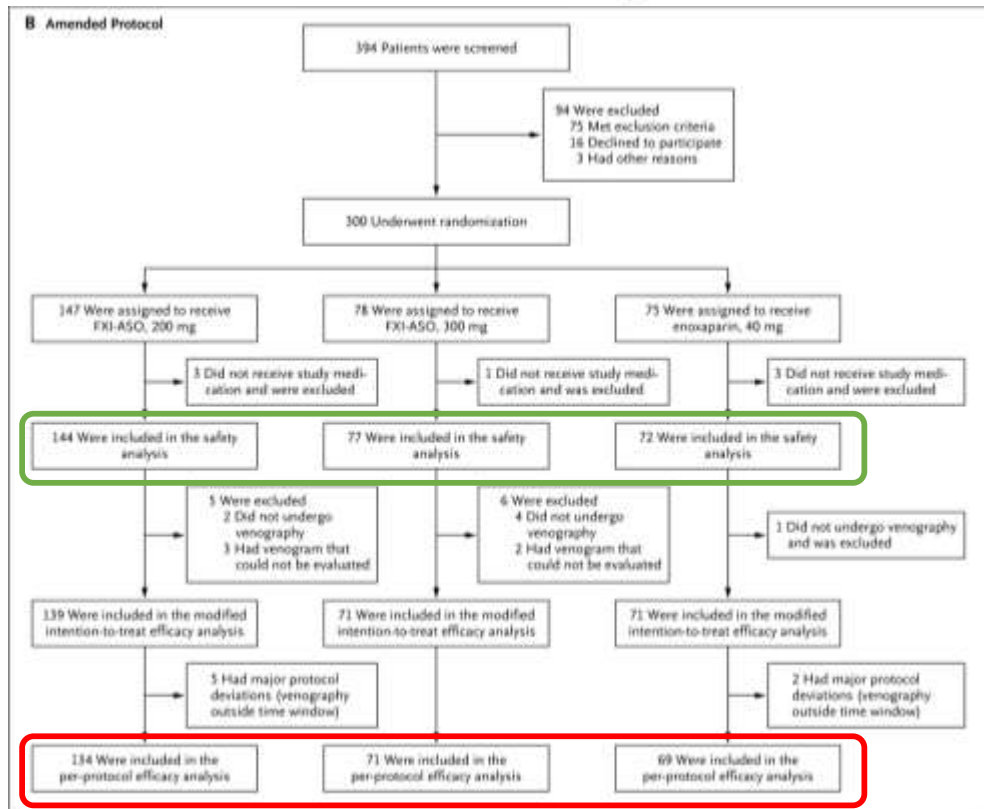 B Amended Protocol
394 Patients were screened
94 Were excluded
75 Met exclusion criteria
16 Declined to participate
3 Had other reasons
300 Underwent randomization
147 Were assigned to receive
FXI-ASO, 200 mg
78 Were assigned to receive
FXI-ASO, 300 mg
75 Were assigned to receive
enoxaparin, 40 mg
3 Did not receive study medi-
cation and were excluded
1 Did not receive study medi-
cation and was excluded
3 Did not receive study medi-
cation and were excluded
144 Were included in the safety
analysis
77 Were included in the safety
analysis
72 Were included in the safety
analysis
5 Were excluded
2 Did not undergo
venography
3 Had venogram that
could not be evaluated
6 Were excluded
4 Did not undergo
venography
2 Had venogram that
could not be evaluated
1 Did not undergo venography
and was excluded
139 Were included in the modified
intention-to-treat efficacy analysis
71 Were included in the modified
intention-to-treat efficacy analysis
71 Were included in the modified
intention-to-treat efficacy analysis
5 Had major protocol
deviations (venography
outside time window)
2 Had major protocol
deviations (venography
outside time window)
134 Were included in the
per-protocol efficacy analysis
71 Were included in the
per-protocol efficacy analysis
69 Were included in the
per-protocol efficacy analysis